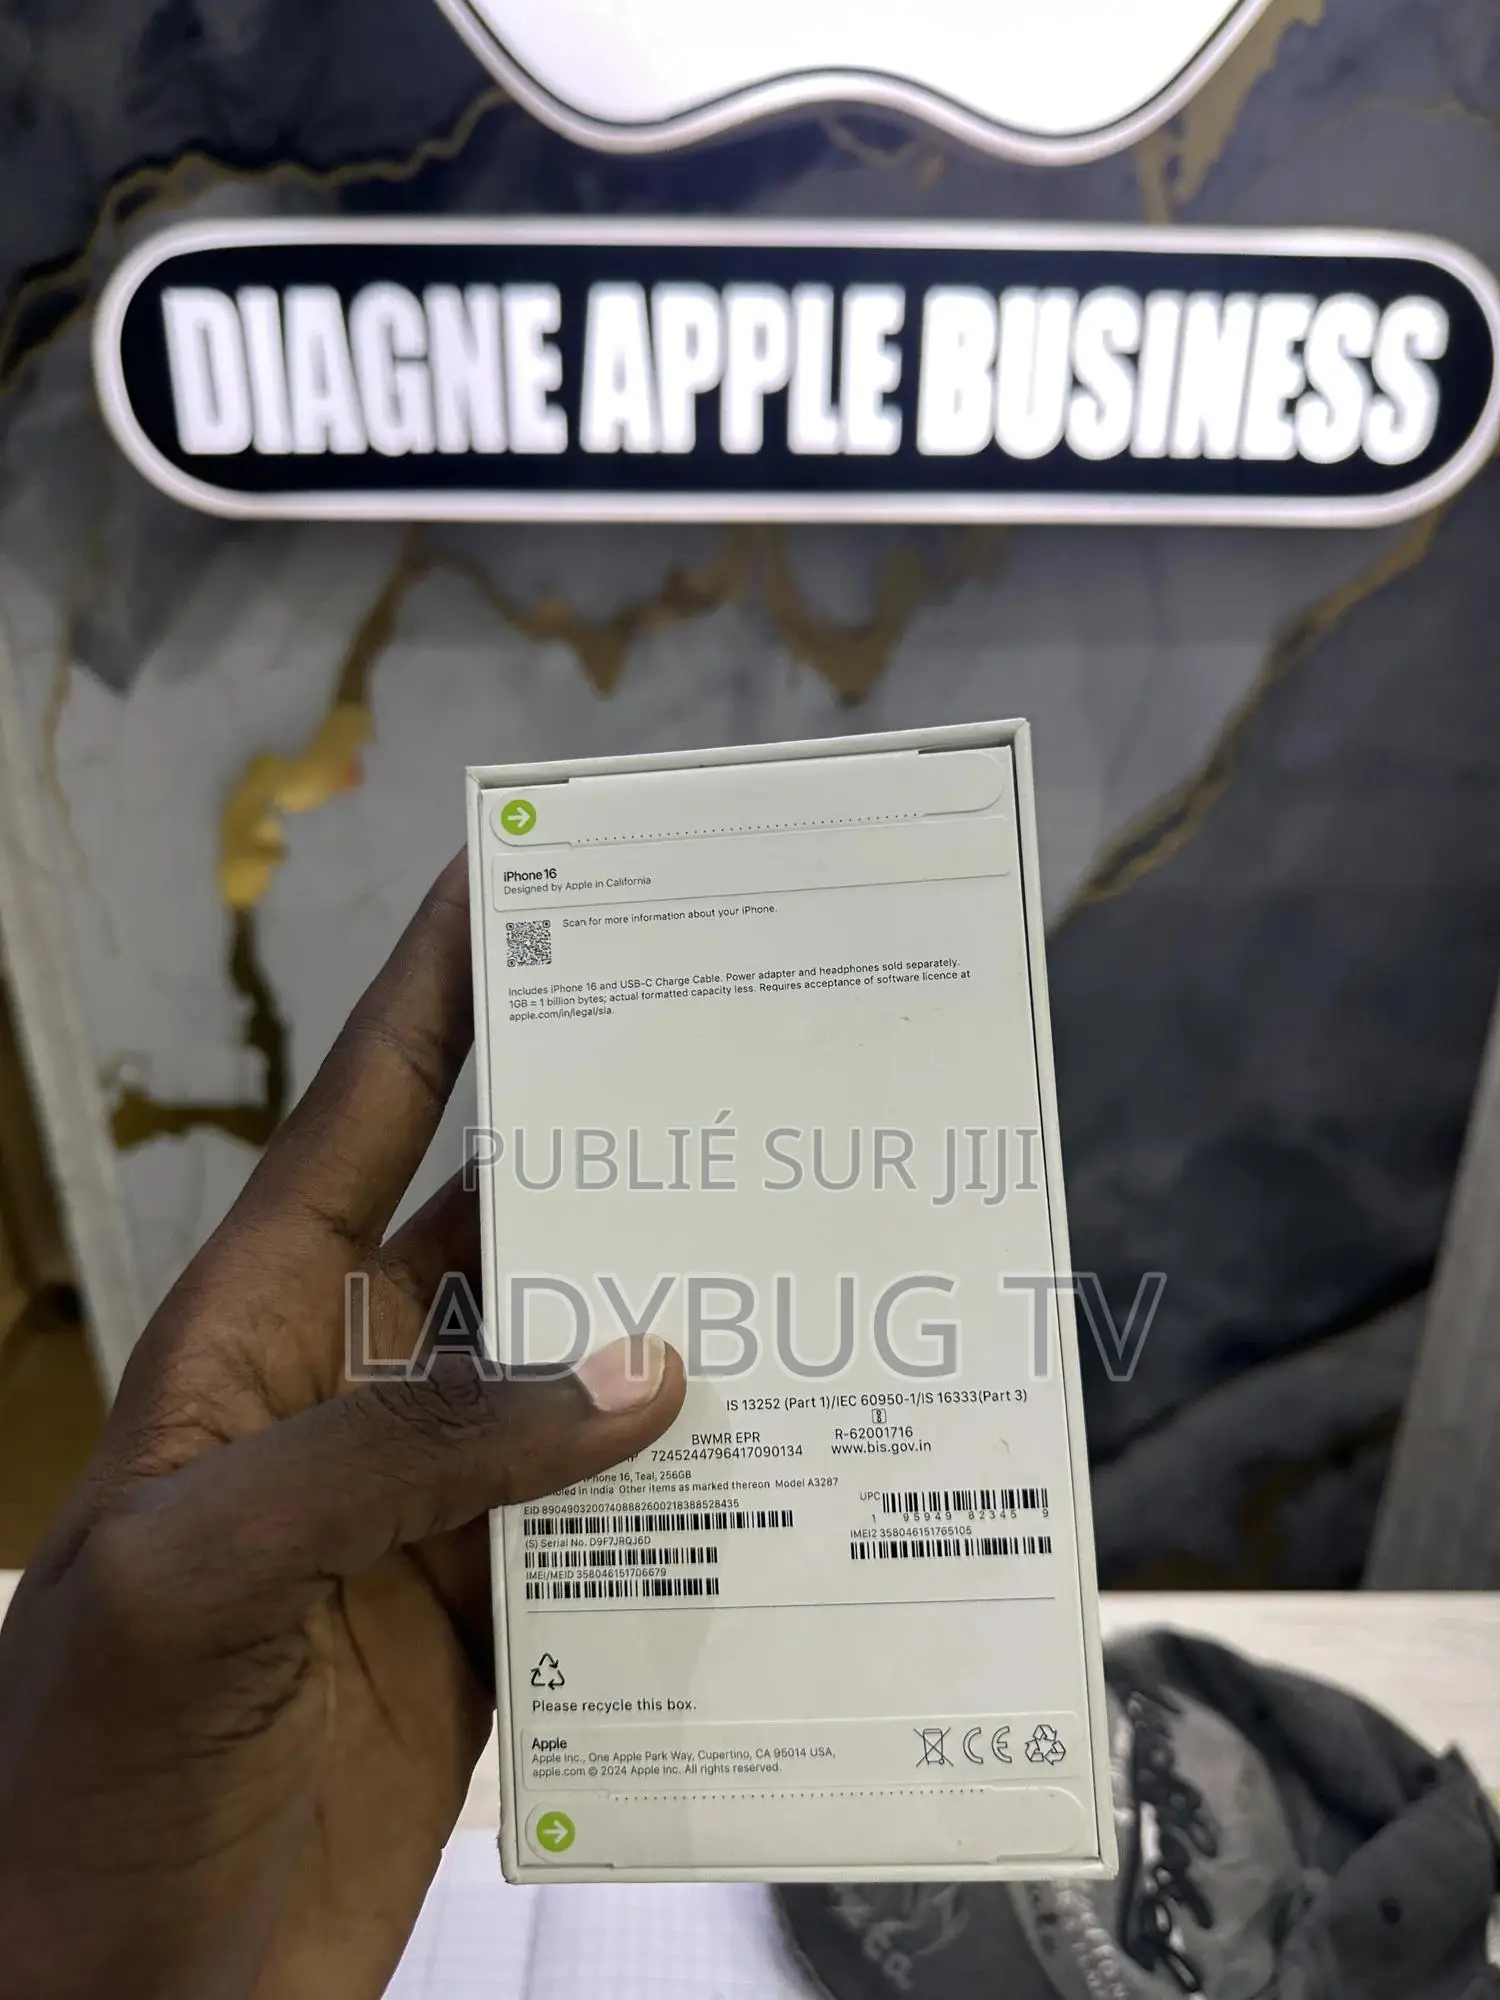 DIAGNE APPLE BUSINESS
iPhone 16
Designed by Apple in California
Scan for more information about your iPhone.
Includes iPhone 16 and USB-C Charge Cable. Power adapter and headphones sold separately.
1GB = 1 billion bytes; actual formatted capacity less. Requires acceptance of software licence at
apple.com/in/legal/sla.
PUBLIÉ SUR JIJI
LADYBUG TV
IS 13252 (Part 1)/IEC 60950-1/IS 16333(Part 3)
BWMR EPR
7245244796417090134
R-62001716
www.bis.gov.in
iPhone 16, Teal, 256GB
in India Other items as marked thereon Model A3287
EID 89049032007408882600218388528435
(S) Serial No. D9F7JRQJ6D
IMEI/MEID 358046151706679
UPC
1 95949 82345 9
IMEI2 358046151765105
Please recycle this box.
Apple
Apple Inc., One Apple Park Way, Cupertino, CA 95014 USA,
apple.com © 2024 Apple Inc. All rights reserved.
CE